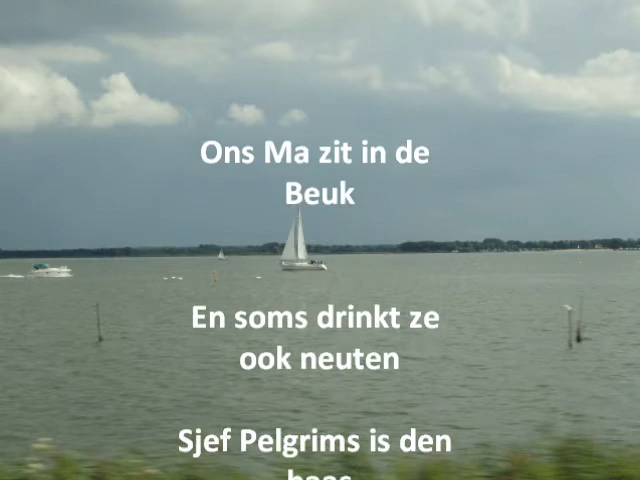 Ons Ma zit in de
Beuk
En soms drinkt ze
ook neuten
Sjef Pelgrims is den